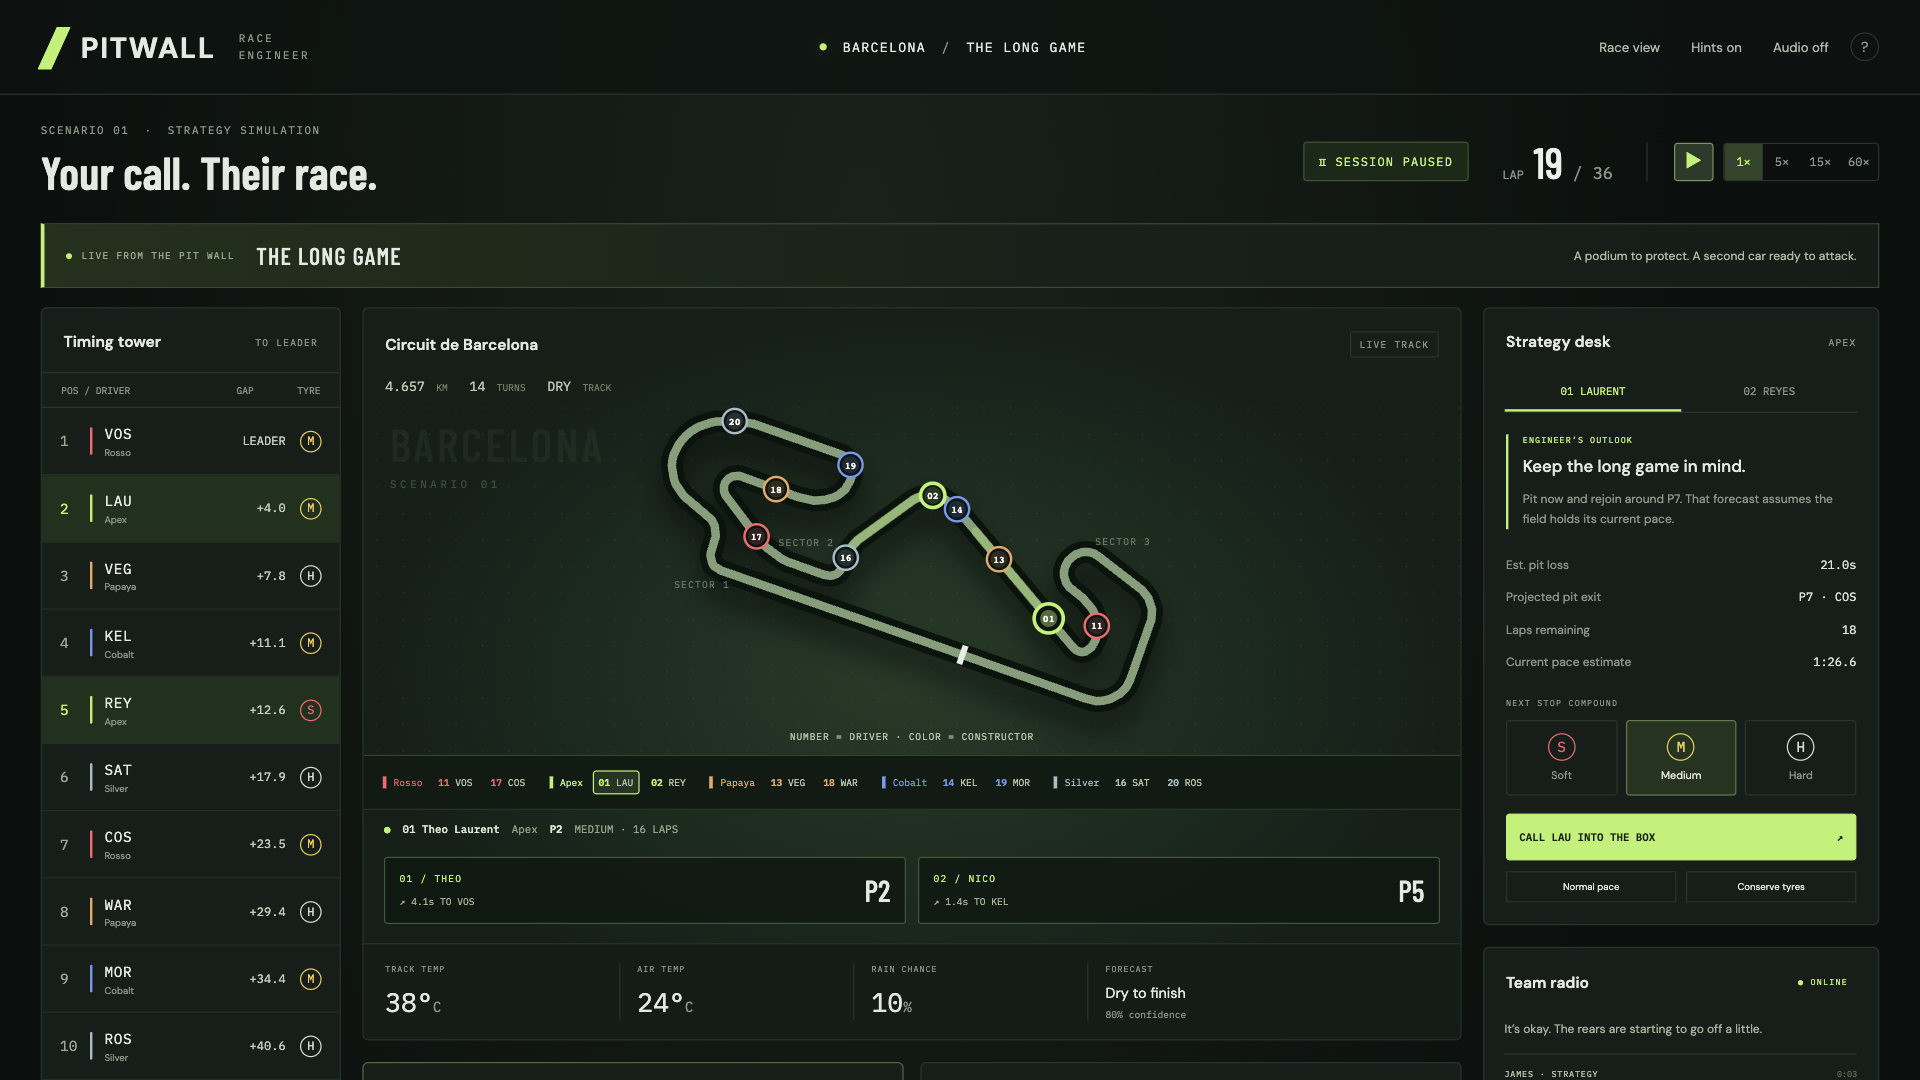 PITWALL
RACE
ENGINEER
BARCELONA / THE LONG GAME
Race view
Hints on
Audio off
?
SCENARIO 01 · STRATEGY SIMULATION
Your call. Their race.
SESSION PAUSED
LAP 19 / 36
1× 5× 15× 60×
LIVE FROM THE PIT WALL
THE LONG GAME
A podium to protect. A second car ready to attack.
Timing tower
TO LEADER
POS / DRIVER GAP TYRE
1 VOS LEADER M
Rosso
2 LAU +4.0 M
Apex
3 VEG +7.8 H
Papaya
4 KEL +11.1 M
Cobalt
5 REY +12.6 S
Apex
6 SAT +17.9 H
Silver
7 COS +23.5 M
Rosso
8 WAR +29.4 H
Papaya
9 MOR +34.4 M
Cobalt
10 ROS +40.6 H
Silver
Circuit de Barcelona
LIVE TRACK
4.657 KM 14 TURNS DRY TRACK
BARCELONA
SCENARIO 01
20
19
18
02
14
17
SECTOR 2
16
13
SECTOR 3
SECTOR 1
01
11
NUMBER = DRIVER · COLOR = CONSTRUCTOR
Rosso 11 VOS 17 COS Apex 01 LAU 02 REY Papaya 13 VEG 18 WAR Cobalt 14 KEL 19 MOR Silver 16 SAT 20 ROS
01 Theo Laurent Apex P2 MEDIUM · 16 LAPS
01 / THEO
↗ 4.1s TO VOS
P2
02 / NICO
↗ 1.4s TO KEL
P5
TRACK TEMP
38°C
AIR TEMP
24°C
RAIN CHANCE
10%
FORECAST
Dry to finish
80% confidence
Strategy desk
APEX
01 LAURENT
02 REYES
ENGINEER'S OUTLOOK
Keep the long game in mind.
Pit now and rejoin around P7. That forecast assumes the
field holds its current pace.
Est. pit loss 21.0s
Projected pit exit P7 · COS
Laps remaining 18
Current pace estimate 1:26.6
NEXT STOP COMPOUND
S M H
Soft Medium Hard
CALL LAU INTO THE BOX ↗
Normal pace
Conserve tyres
Team radio
ONLINE
It's okay. The rears are starting to go off a little.
JAMES · STRATEGY 0:03